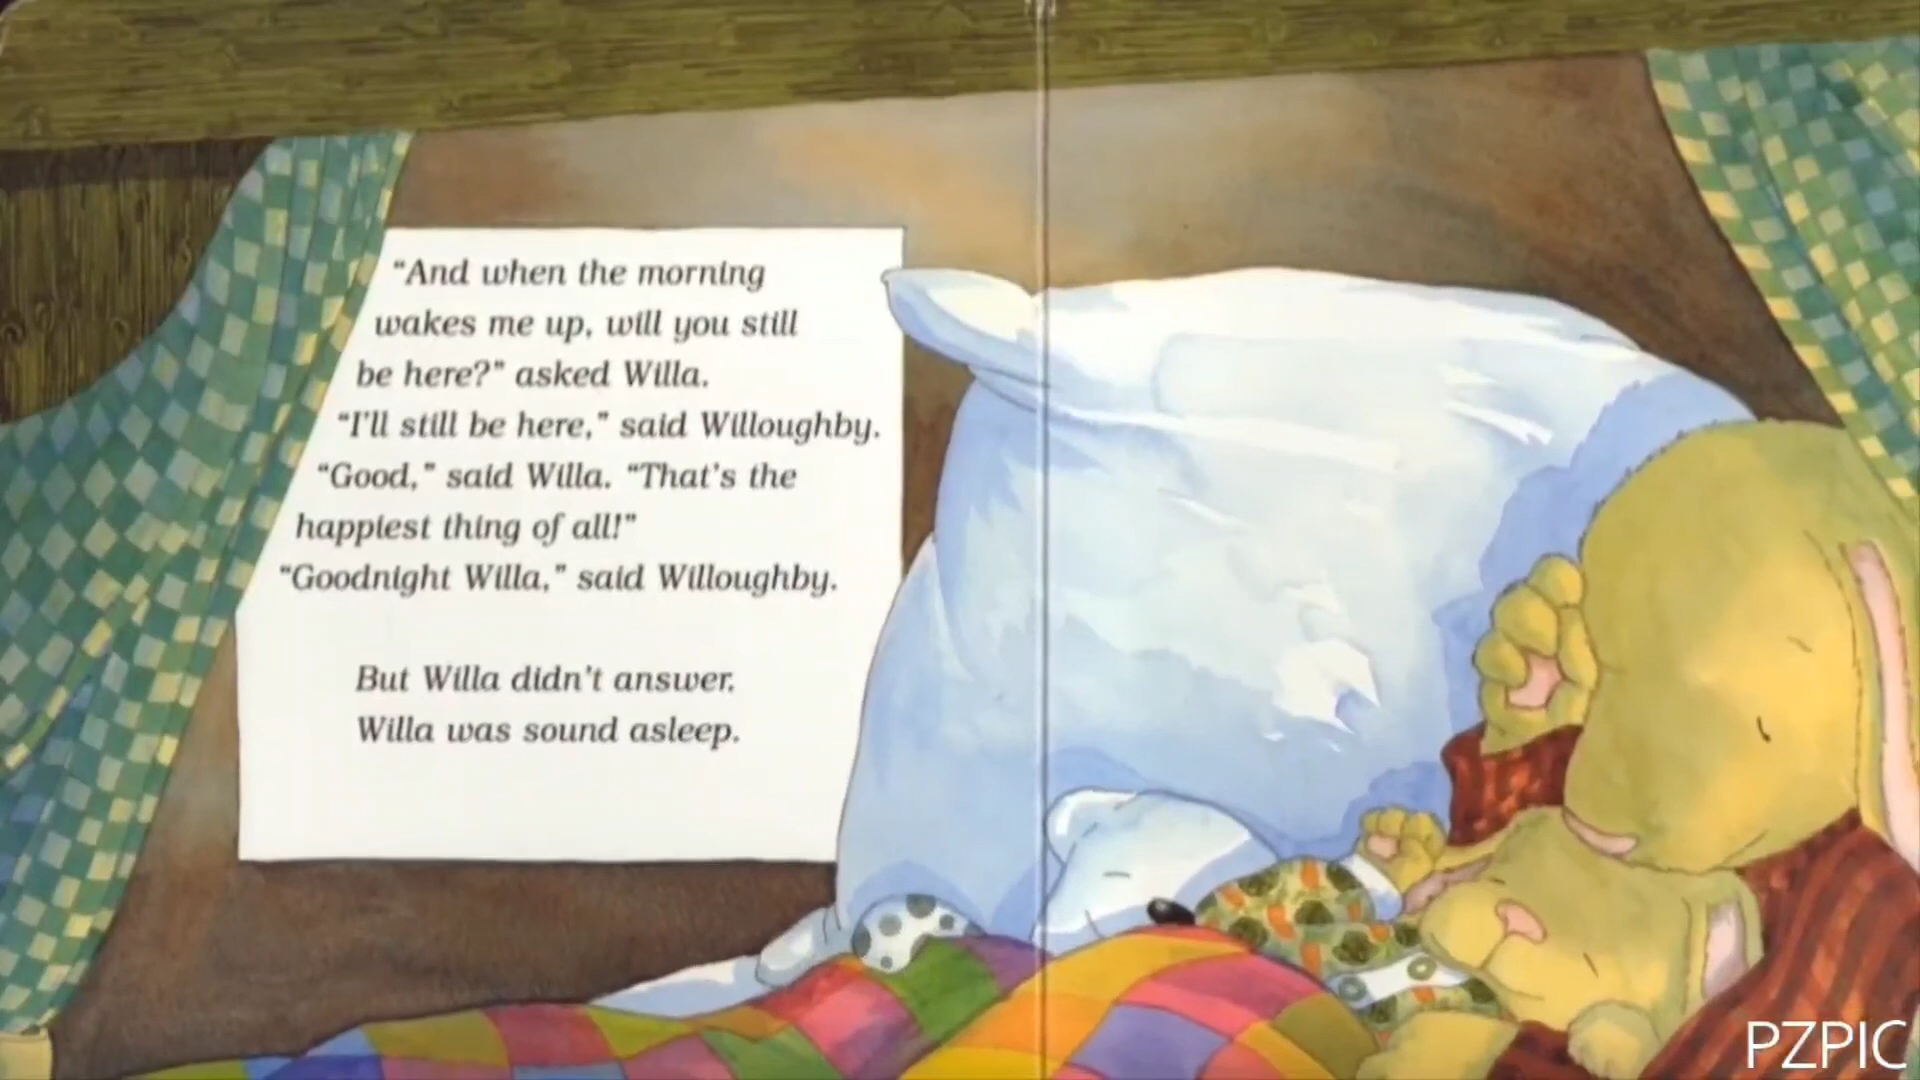 “And when the morning
wakes me up, will you still
be here?” asked Willa.
“I’ll still be here,” said Willoughby.
“Good,” said Willa. “That’s the
happiest thing of all!”
“Goodnight Willa,” said Willoughby.
But Willa didn’t answer.
Willa was sound asleep.
PZPIC